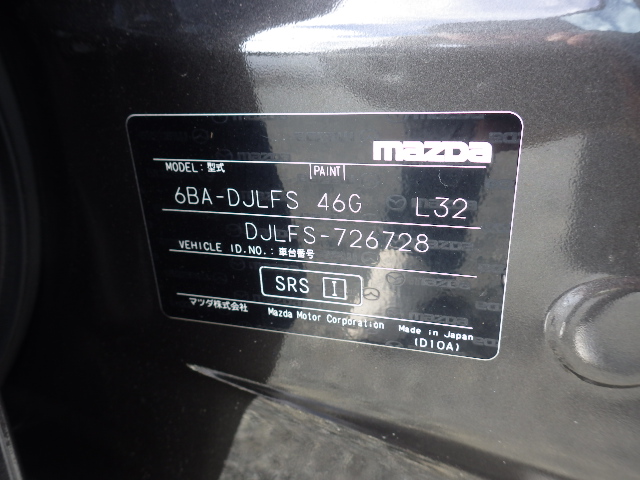 mazda
MODEL：型式 PAINT
6BA-DJLFS 46G L32
DJLFS-726728
VEHICLE ID.NO.：車台番号
SRS I
マツダ株式会社 Mazda Motor Corporation Made in Japan
(D10A)